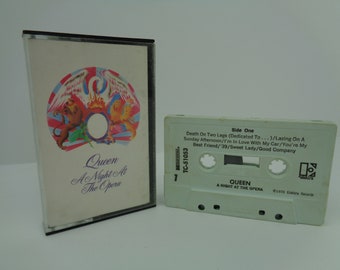 Queen
A Night At
The Opera
Side One
Death On Two Legs (Dedicated To . . .)/Lazing On A
Sunday Afternoon/I'm In Love With My Car/You're My
Best Friend/'39/Sweet Lady/Good Company
TC-51053
QUEEN
A NIGHT AT THE OPERA